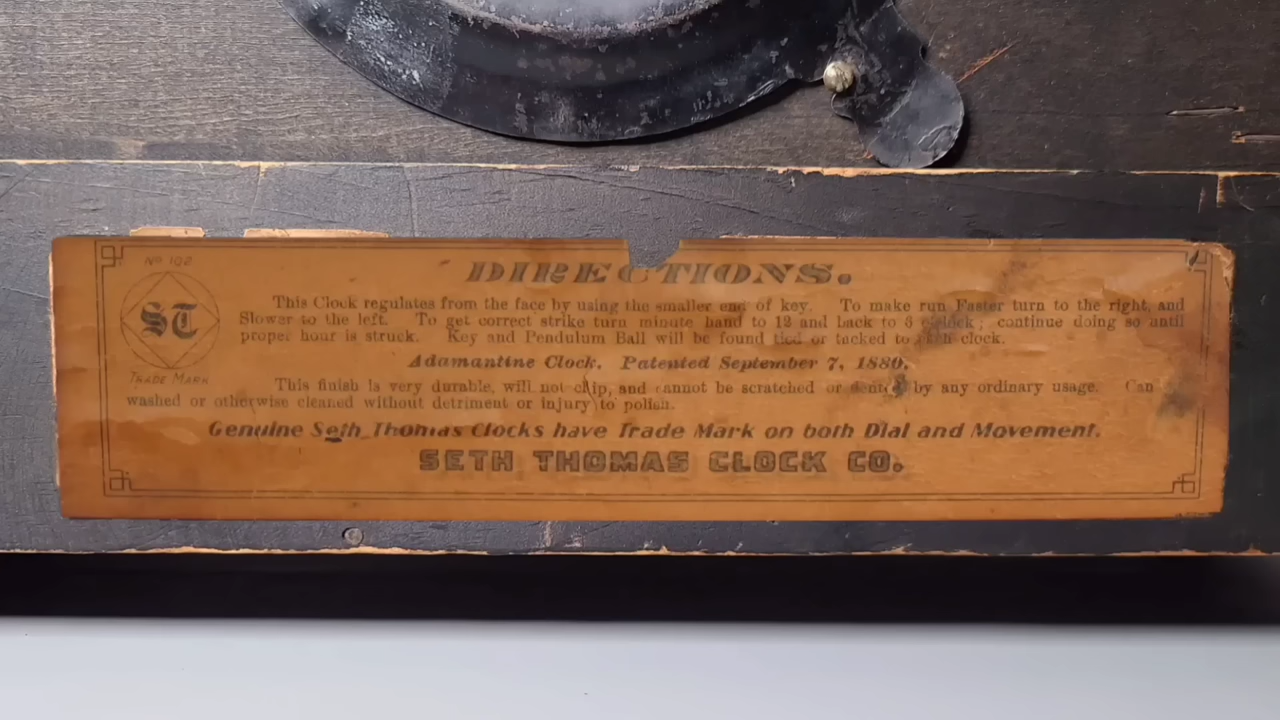 No 102
ST
TRADE MARK
DIRECTIONS.
This Clock regulates from the face by using the smaller end of key. To make run Faster turn to the right, and
Slower to the left. To get correct strike turn minute hand to 12 and back to 8 o'clock; continue doing so until
proper hour is struck. Key and Pendulum Ball will be found tied or tacked to each clock.
Adamantine Clock. Patented September 7, 1880.
This finish is very durable, will not chip, and cannot be scratched or dented by any ordinary usage. Can
washed or otherwise cleaned without detriment or injury to polish.
Genuine Seth Thomas Clocks have Trade Mark on both Dial and Movement.
SETH THOMAS CLOCK CO.